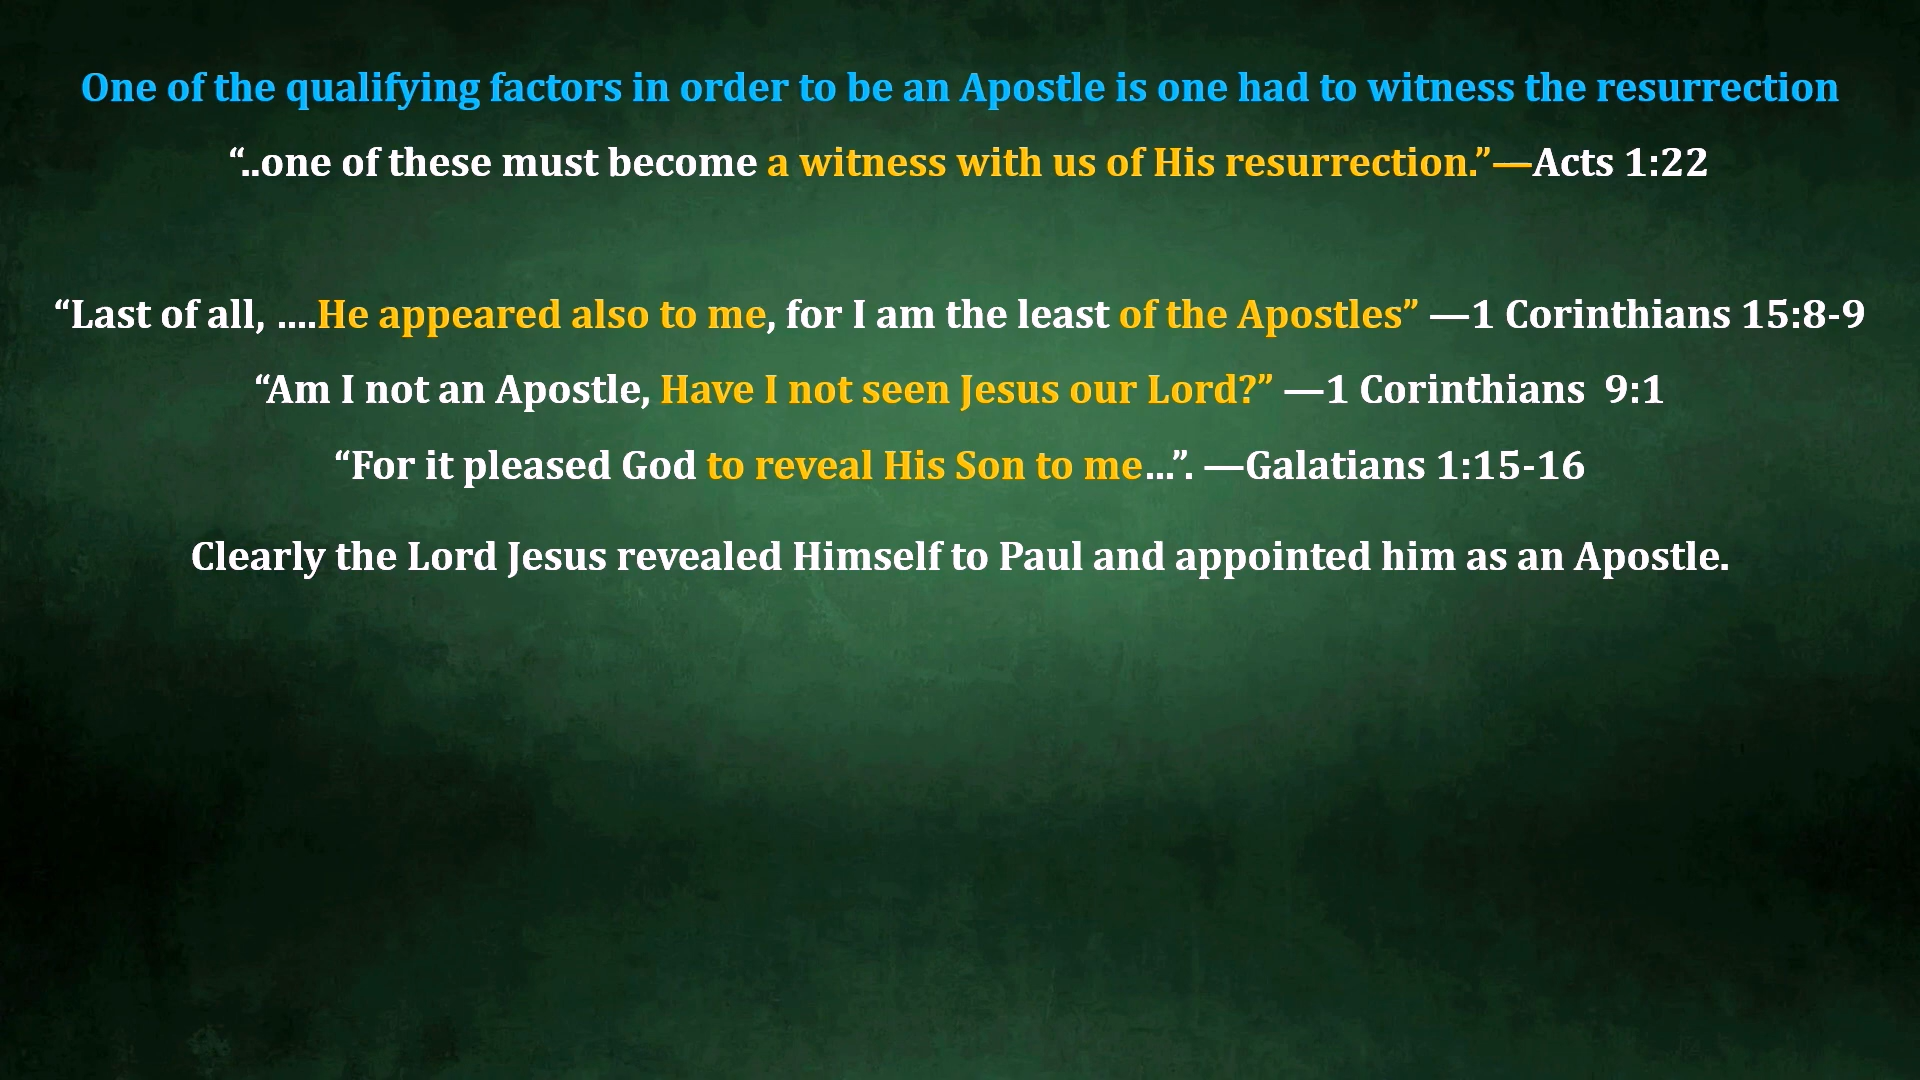 One of the qualifying factors in order to be an Apostle is one had to witness the resurrection
“..one of these must become a witness with us of His resurrection.”—Acts 1:22
“Last of all, ....He appeared also to me, for I am the least of the Apostles” —1 Corinthians 15:8-9
“Am I not an Apostle, Have I not seen Jesus our Lord?” —1 Corinthians  9:1
“For it pleased God to reveal His Son to me…”. —Galatians 1:15-16
Clearly the Lord Jesus revealed Himself to Paul and appointed him as an Apostle.